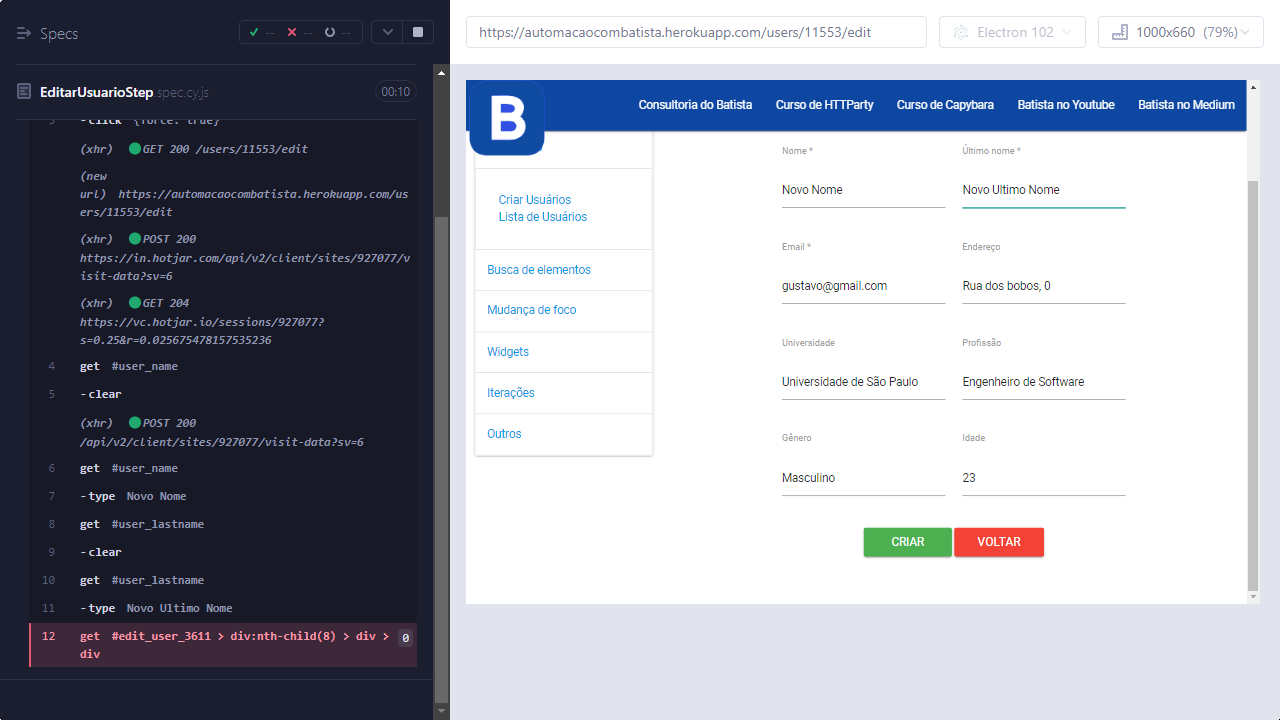 Specs
--
--
--
EditarUsuarioStep.spec.cy.js
00:10
-click {force: true}
(xhr) GET 200 /users/11553/edit
(new
url) https://automacaocombatista.herokuapp.com/us
ers/11553/edit
(xhr) POST 200
https://in.hotjar.com/api/v2/client/sites/927077/v
isit-data?sv=6
(xhr) GET 204
https://vc.hotjar.io/sessions/927077?
s=0.25&r=0.025675478157535236
4 get #user_name
5 -clear
(xhr) POST 200
/api/v2/client/sites/927077/visit-data?sv=6
6 get #user_name
7 -type Novo Nome
8 get #user_lastname
9 -clear
10 get #user_lastname
11 -type Novo Ultimo Nome
12 get #edit_user_3611 > div:nth-child(8) > div > 0
div
https://automacaocombatista.herokuapp.com/users/11553/edit
Electron 102
1000x660 (79%)
B
Consultoria do Batista
Curso de HTTParty
Curso de Capybara
Batista no Youtube
Batista no Medium
Criar Usuários
Lista de Usuários
Busca de elementos
Mudança de foco
Widgets
Iterações
Outros
Nome *
Último nome *
Novo Nome
Novo Ultimo Nome
Email *
Endereço
gustavo@gmail.com
Rua dos bobos, 0
Universidade
Profissão
Universidade de São Paulo
Engenheiro de Software
Gênero
Idade
Masculino
23
CRIAR
VOLTAR